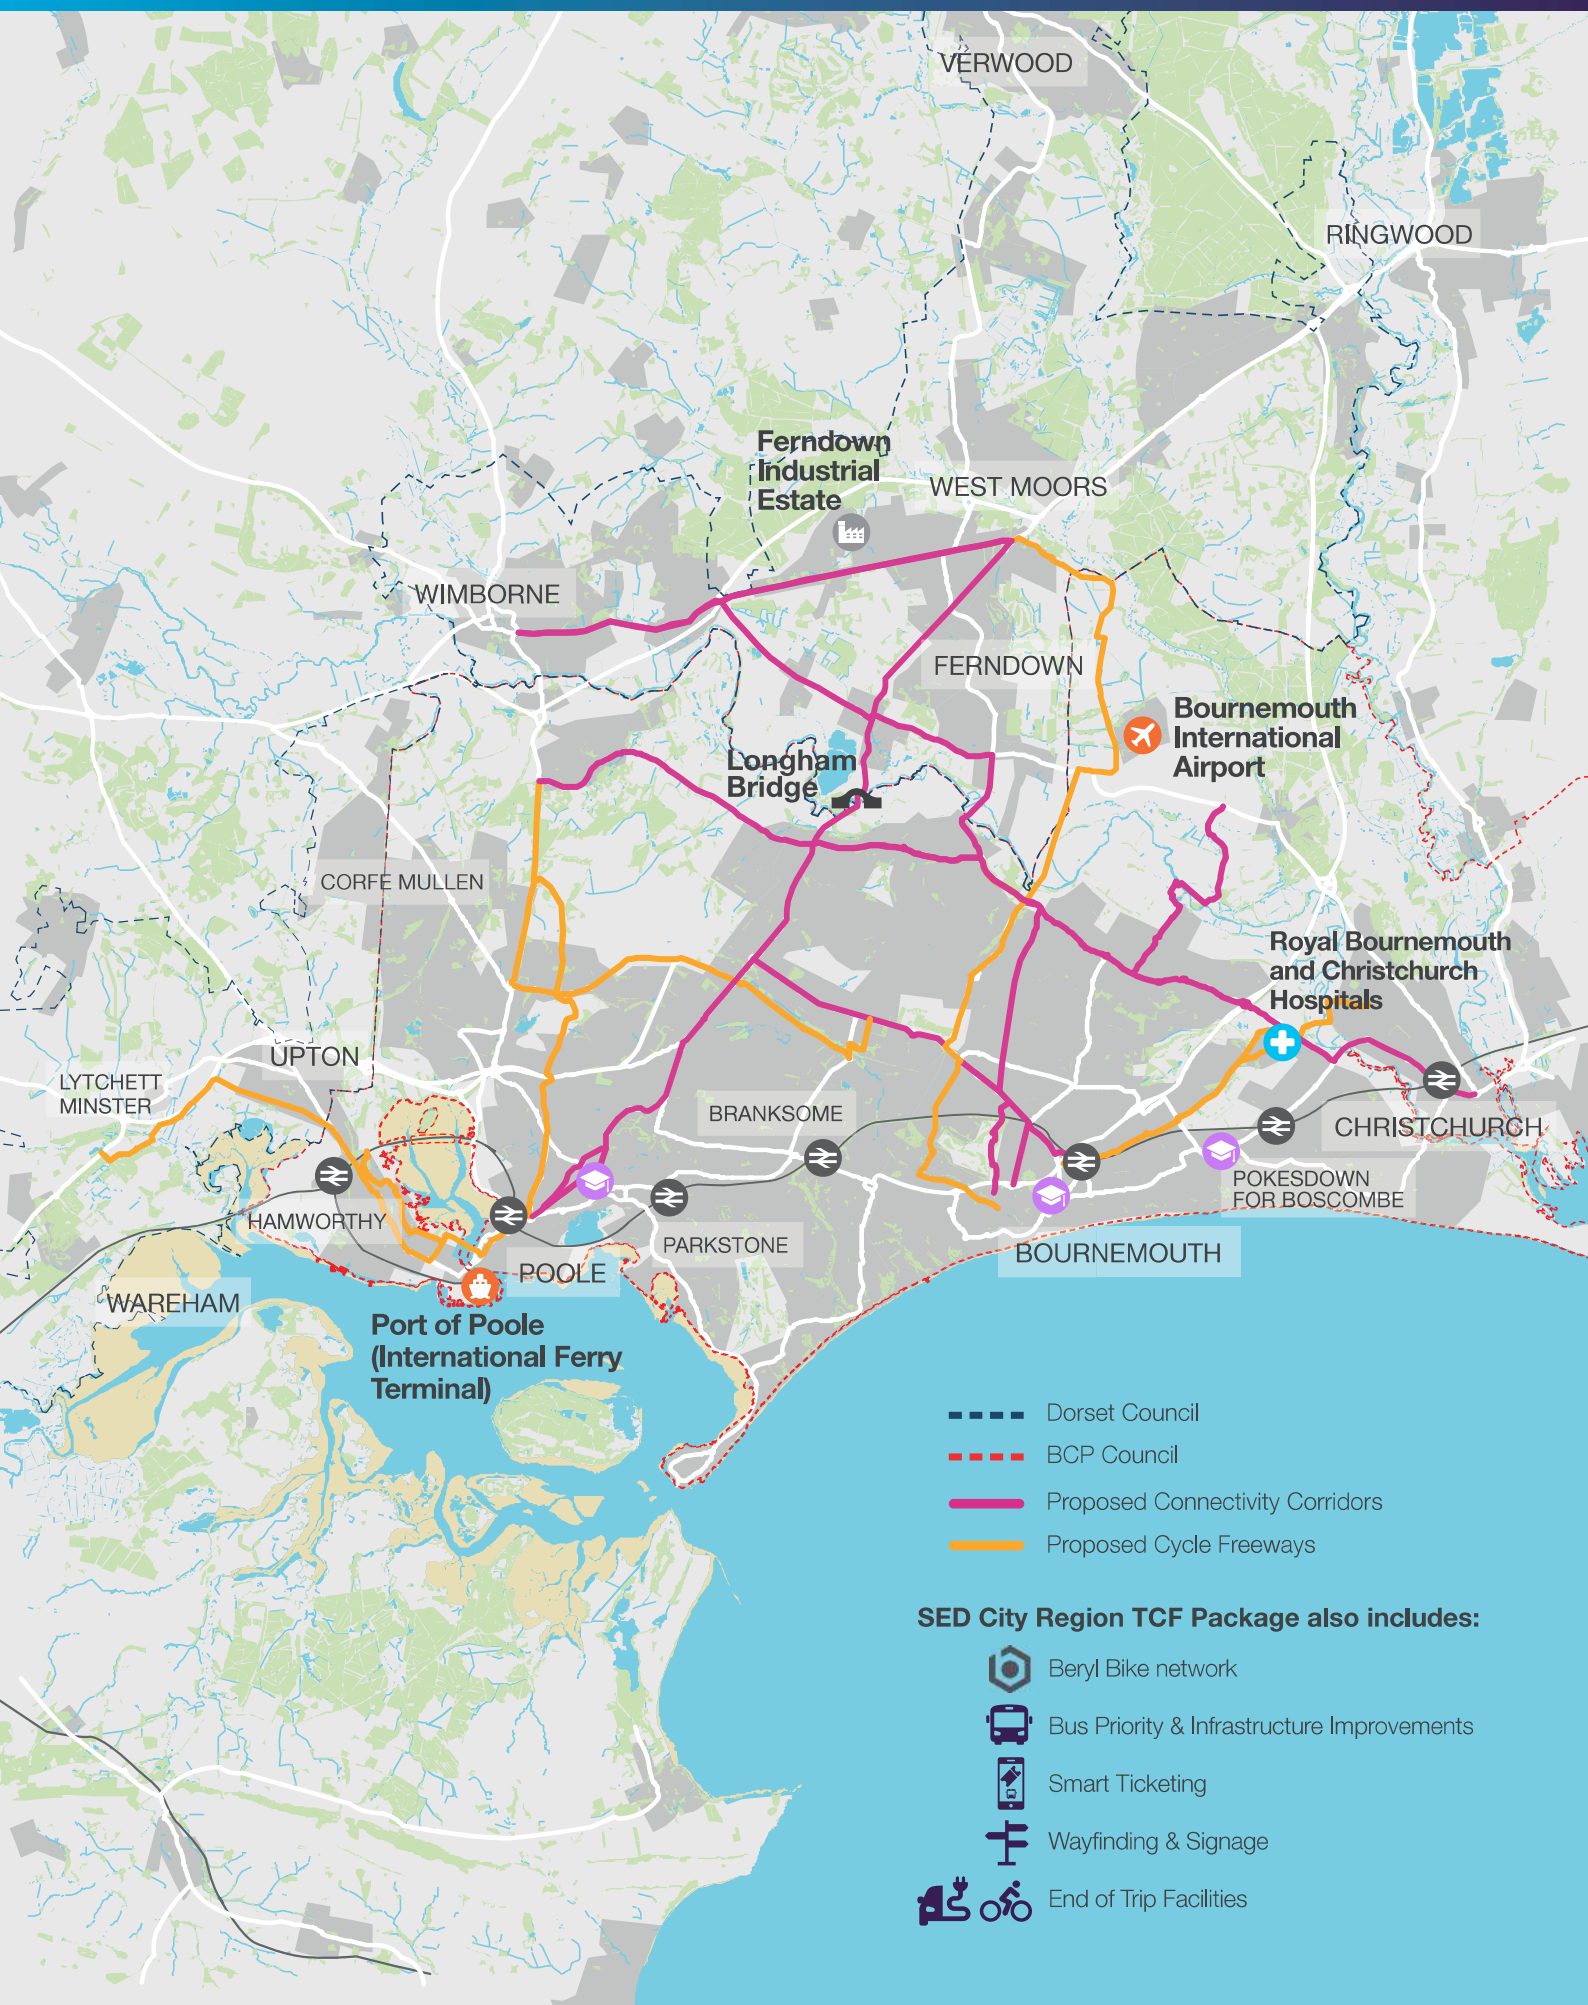 VERWOOD
RINGWOOD
Ferndown
Industrial
Estate
WEST MOORS
WIMBORNE
FERNDOWN
Bournemouth
International
Airport
Longham
Bridge
CORFE MULLEN
Royal Bournemouth
and Christchurch
Hospitals
UPTON
LYTCHETT
MINSTER
BRANKSOME
CHRISTCHURCH
POKESDOWN
FOR BOSCOMBE
HAMWORTHY
PARKSTONE
BOURNEMOUTH
POOLE
WAREHAM
Port of Poole
(International Ferry
Terminal)
Dorset Council
BCP Council
Proposed Connectivity Corridors
Proposed Cycle Freeways
SED City Region TCF Package also includes:
Beryl Bike network
Bus Priority & Infrastructure Improvements
Smart Ticketing
Wayfinding & Signage
End of Trip Facilities